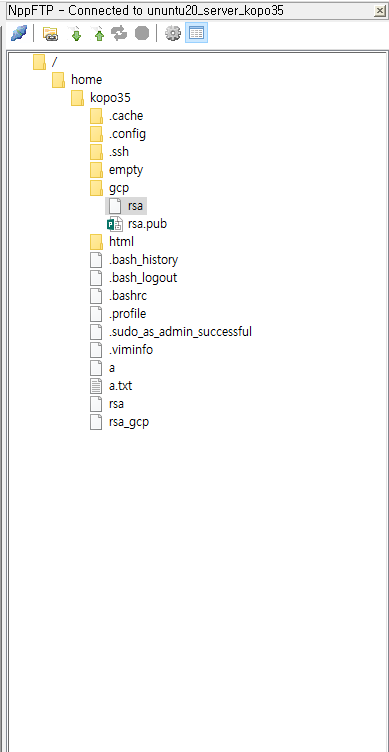 NppFTP - Connected to ununtu20_server_kopo35
/
home
kopo35
.cache
.config
.ssh
empty
gcp
rsa
rsa.pub
html
.bash_history
.bash_logout
.bashrc
.profile
.sudo_as_admin_successful
.viminfo
a
a.txt
rsa
rsa_gcp